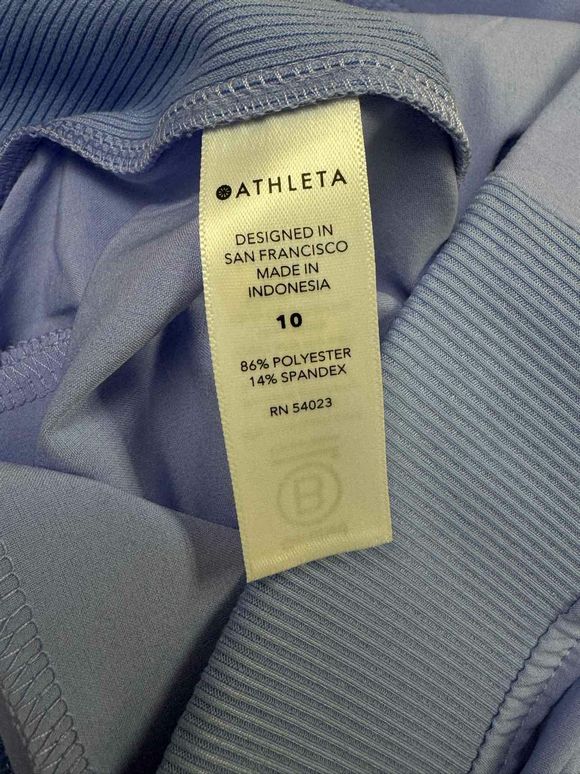 ATHLETA
DESIGNED IN
SAN FRANCISCO
MADE IN
INDONESIA
10
86% POLYESTER
14% SPANDEX
RN 54023
B